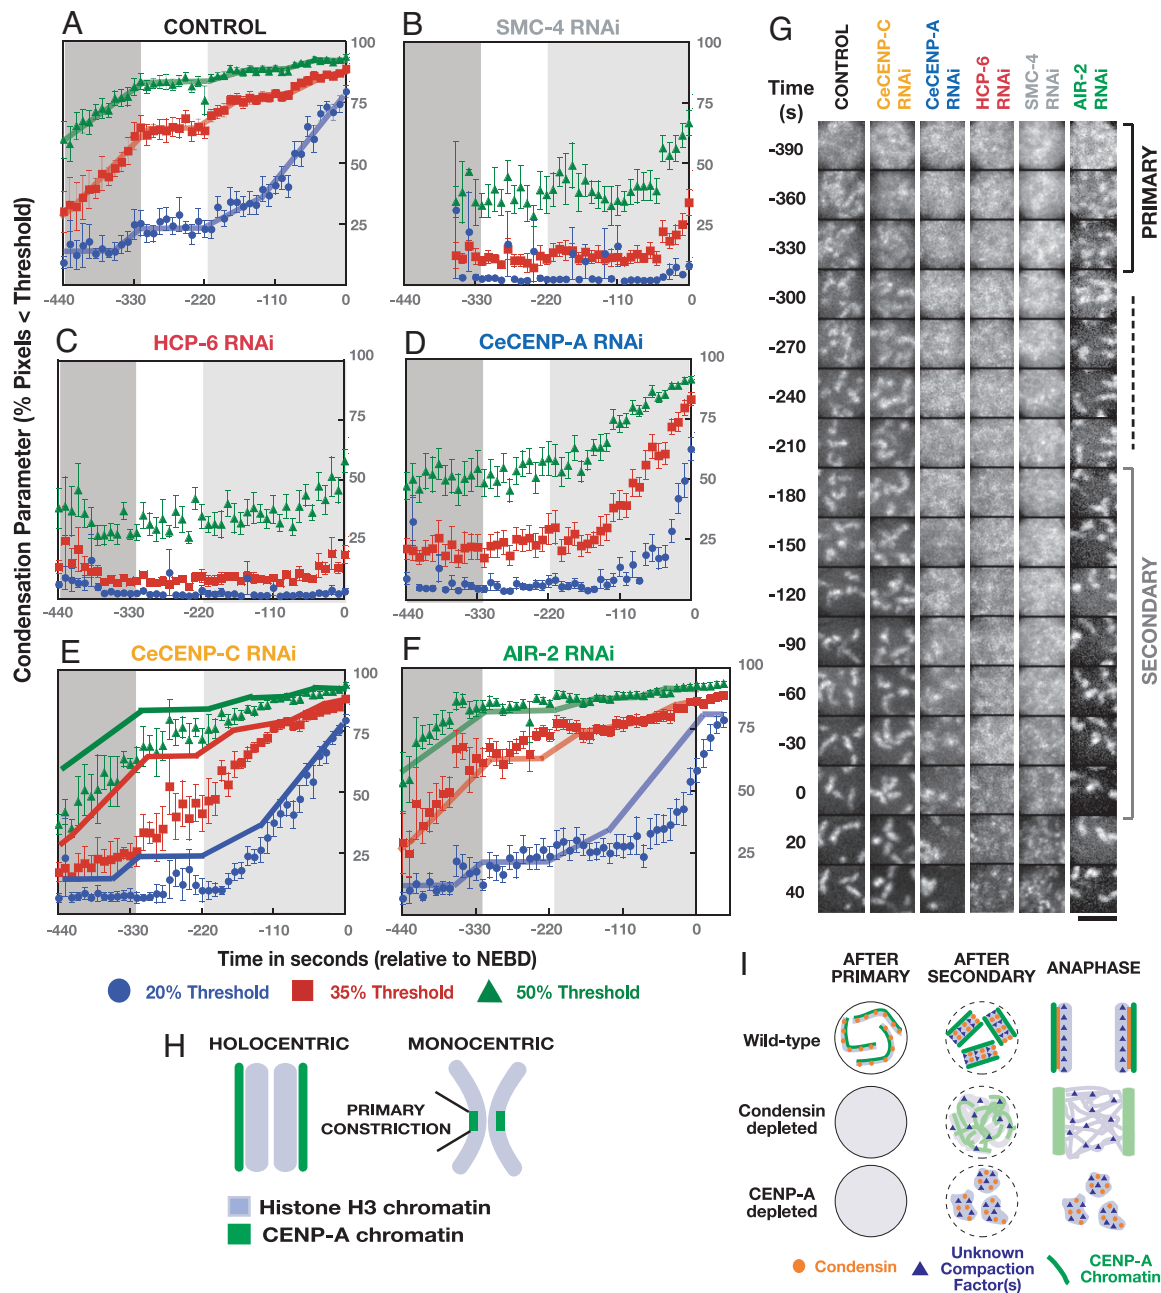 A
CONTROL
100
75
50
25
-440
-330
-220
-110
0
B
SMC-4 RNAi
100
75
50
25
-440
-330
-220
-110
0
C
HCP-6 RNAi
100
75
50
25
-440
-330
-220
-110
0
D
CeCENP-A RNAi
100
75
50
25
-440
-330
-220
-110
0
E
CeCENP-C RNAi
100
75
50
25
-440
-330
-220
-110
0
F
AIR-2 RNAi
100
75
50
25
-440
-330
-220
-110
0
Condensation Parameter (% Pixels < Threshold)
Time in seconds (relative to NEBD)
20% Threshold
35% Threshold
50% Threshold
G
Time
(s)
CONTROL
CeCENP-C
RNAi
CeCENP-A
RNAi
HCP-6
RNAi
SMC-4
RNAi
AIR-2
RNAi
-390
-360
-330
-300
-270
-240
-210
-180
-150
-120
-90
-60
-30
0
20
40
PRIMARY
SECONDARY
H
HOLOCENTRIC
MONOCENTRIC
PRIMARY
CONSTRICTION
Histone H3 chromatin
CENP-A chromatin
I
AFTER
PRIMARY
AFTER
SECONDARY
ANAPHASE
Wild-type
Condensin
depleted
CENP-A
depleted
Condensin
Unknown
Compaction
Factor(s)
CENP-A
Chromatin